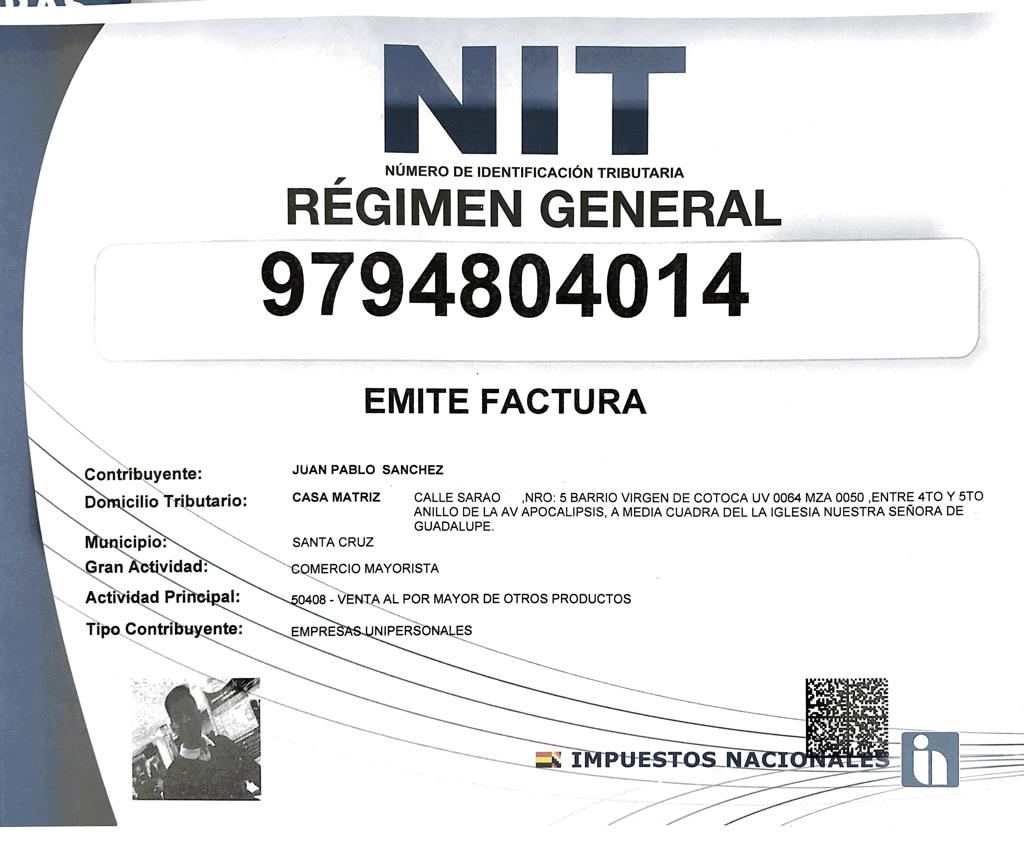 NIT
NÚMERO DE IDENTIFICACIÓN TRIBUTARIA
RÉGIMEN GENERAL
9794804014
EMITE FACTURA
Contribuyente: JUAN PABLO SANCHEZ
Domicilio Tributario: CASA MATRIZ CALLE SARAO ,NRO: 5 BARRIO VIRGEN DE COTOCA UV 0064 MZA 0050 ,ENTRE 4TO Y 5TO
ANILLO DE LA AV APOCALIPSIS, A MEDIA CUADRA DEL LA IGLESIA NUESTRA SEÑORA DE
GUADALUPE.
Municipio: SANTA CRUZ
Gran Actividad: COMERCIO MAYORISTA
Actividad Principal: 50408 - VENTA AL POR MAYOR DE OTROS PRODUCTOS
Tipo Contribuyente: EMPRESAS UNIPERSONALES
IMPUESTOS NACIONALES
in